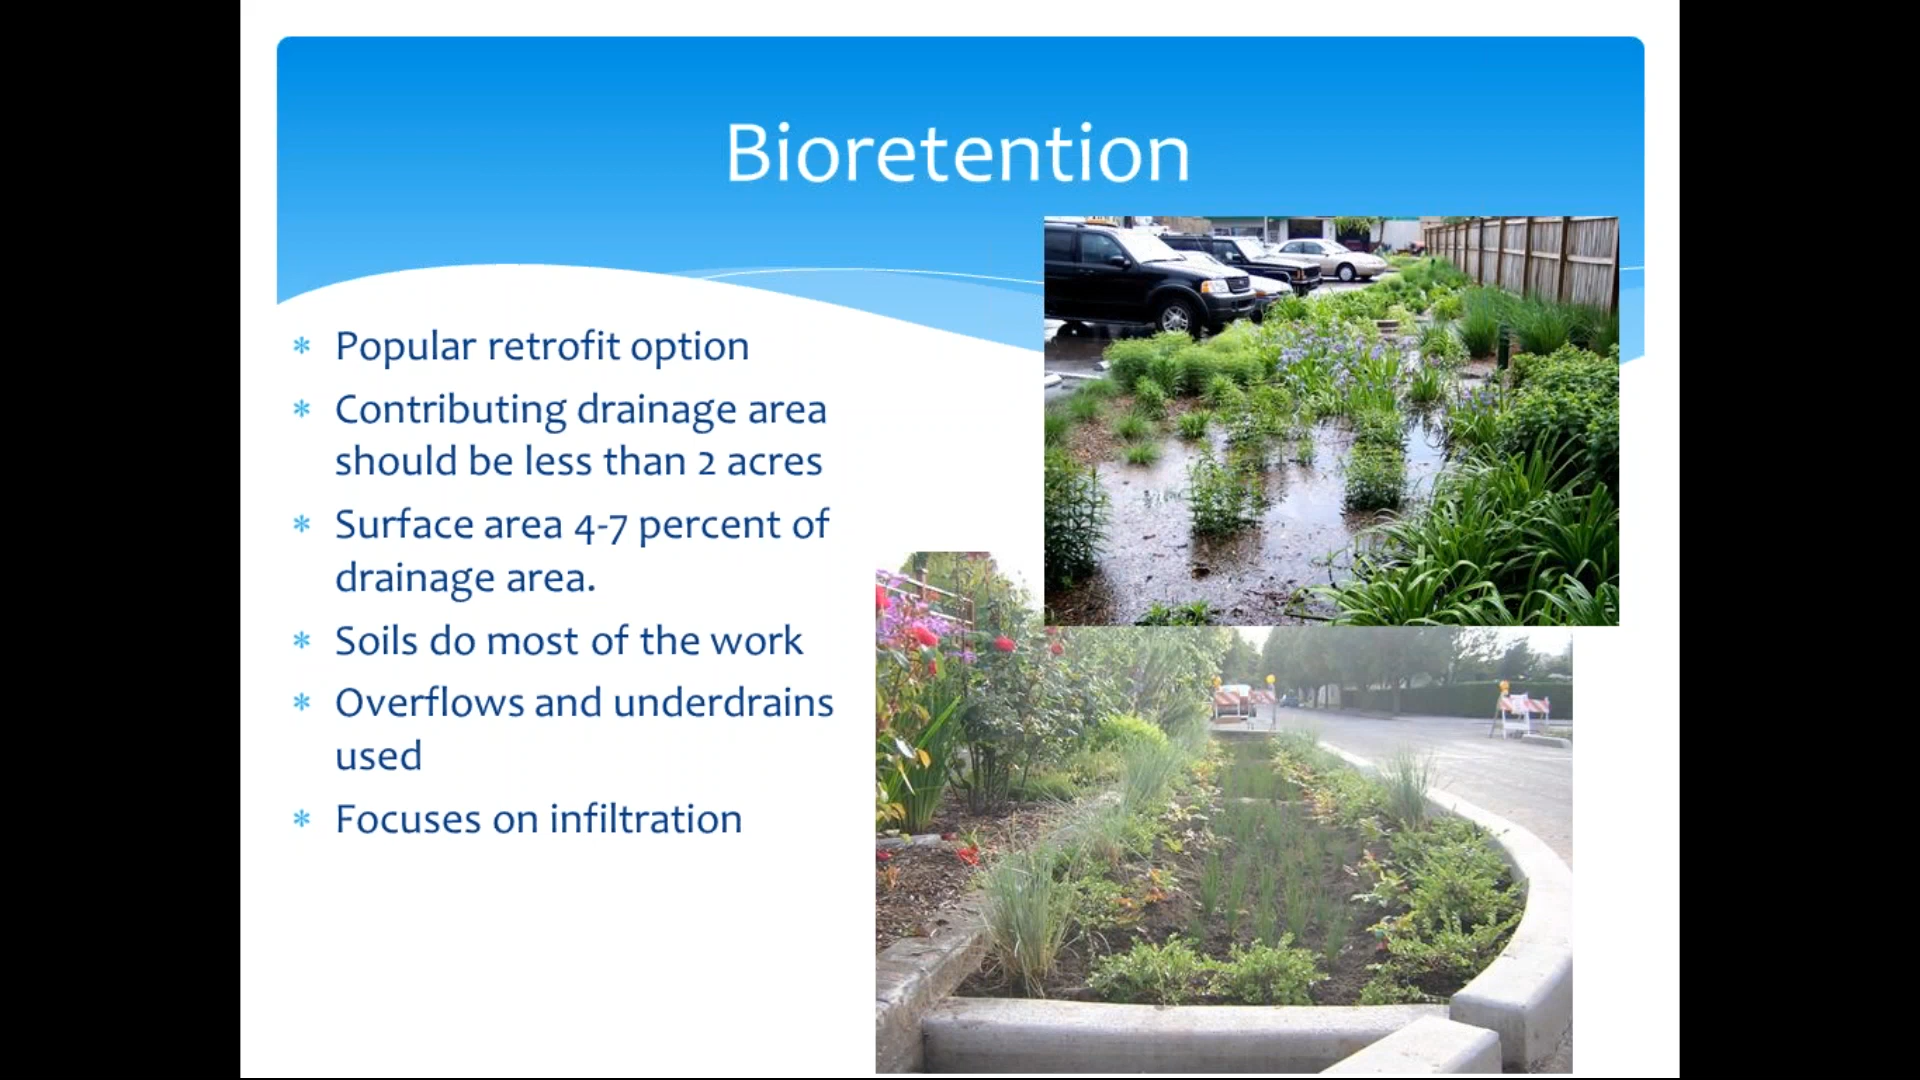 Bioretention
* Popular retrofit option
* Contributing drainage area
should be less than 2 acres
* Surface area 4-7 percent of
drainage area.
* Soils do most of the work
* Overflows and underdrains
used
* Focuses on infiltration